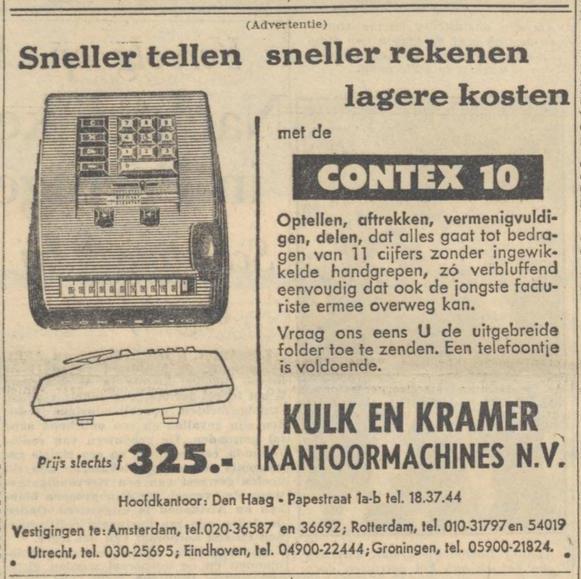 (Advertentie)
Sneller tellen sneller rekenen
lagere kosten
met de
CONTEX 10
Optellen, aftrekken, vermenigvuldi-
gen, delen, dat alles gaat tot bedra-
gen van 11 cijfers zonder ingewik-
kelde handgrepen, zó verbluffend
eenvoudig dat ook de jongste factu-
riste ermee overweg kan.
Vraag ons eens U de uitgebreide
folder toe te zenden. Een telefoontje
is voldoende.
KULK EN KRAMER
KANTOORMACHINES N.V.
Prijs slechts f 325.-
Hoofdkantoor: Den Haag - Papestraat 1a-b tel. 18.37.44
Vestigingen te: Amsterdam, tel. 020-36587 en 36692; Rotterdam, tel. 010-31797 en 54019
Utrecht, tel. 030-25695; Eindhoven, tel. 04900-22444; Groningen, tel. 05900-21824.